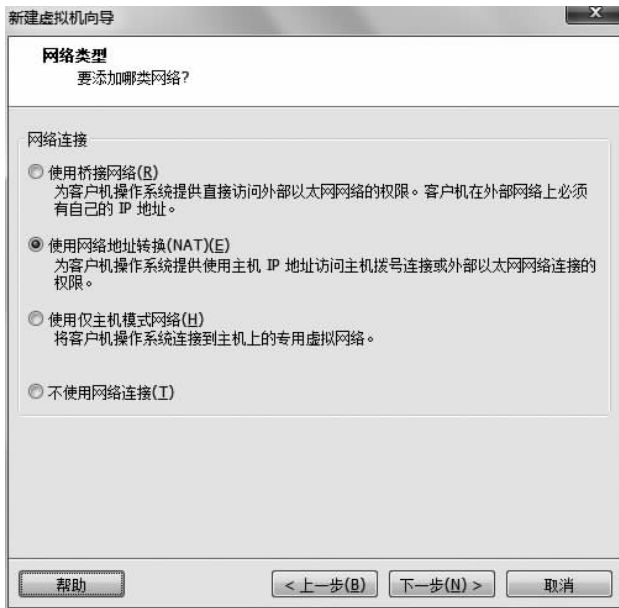 新建虚拟机向导
X
网络类型
要添加哪类网络?
网络连接
使用桥接网络(R)
为客户机操作系统提供直接访问外部以太网网络的权限。客户机在外部网络上必须
有自己的 IP 地址。
使用网络地址转换(NAT)(E)
为客户机操作系统提供使用主机 IP 地址访问主机拨号连接或外部以太网网络连接的
权限。
使用仅主机模式网络(H)
将客户机操作系统连接到主机上的专用虚拟网络。
不使用网络连接(T)
帮助
< 上一步(B)
下一步(N) >
取消